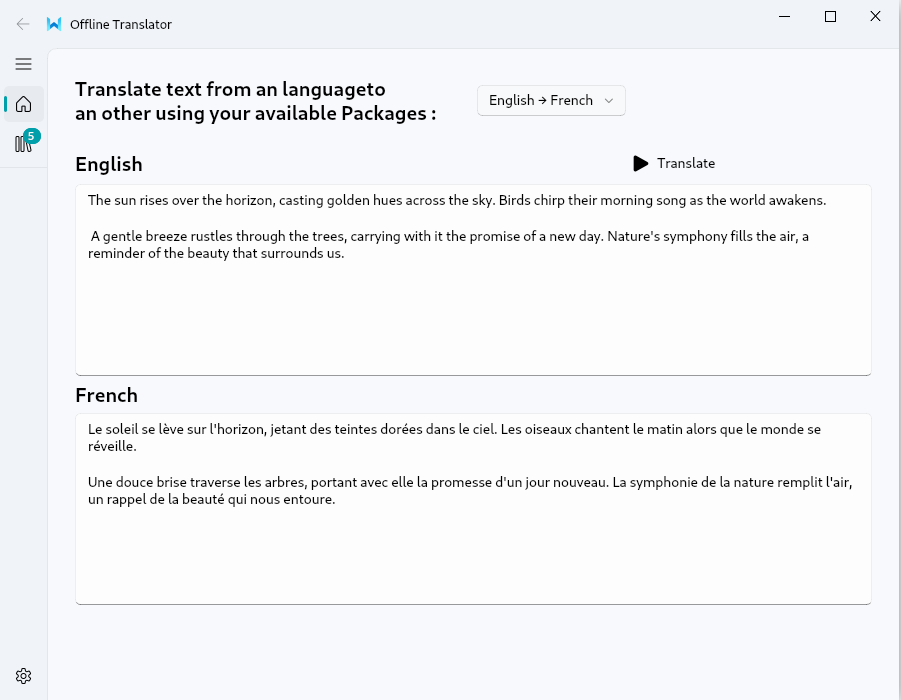 Offline Translator
Translate text from an languageto
an other using your available Packages :
English → French
5
English
Translate
The sun rises over the horizon, casting golden hues across the sky. Birds chirp their morning song as the world awakens.
A gentle breeze rustles through the trees, carrying with it the promise of a new day. Nature's symphony fills the air, a
reminder of the beauty that surrounds us.
French
Le soleil se lève sur l'horizon, jetant des teintes dorées dans le ciel. Les oiseaux chantent le matin alors que le monde se
réveille.
Une douce brise traverse les arbres, portant avec elle la promesse d'un jour nouveau. La symphonie de la nature remplit l'air,
un rappel de la beauté qui nous entoure.